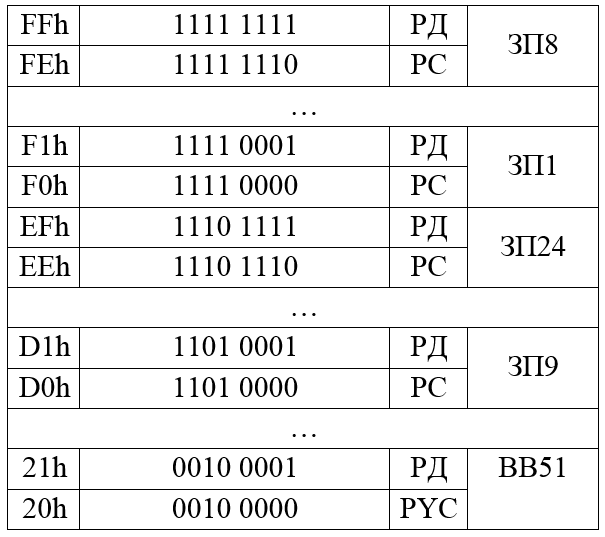 FFh 1111 1111 РД ЗП8
FEh 1111 1110 РС
…
F1h 1111 0001 РД ЗП1
F0h 1111 0000 РС
EFh 1110 1111 РД ЗП24
EEh 1110 1110 РС
…
D1h 1101 0001 РД ЗП9
D0h 1101 0000 РС
…
21h 0010 0001 РД ВВ51
20h 0010 0000 РУС